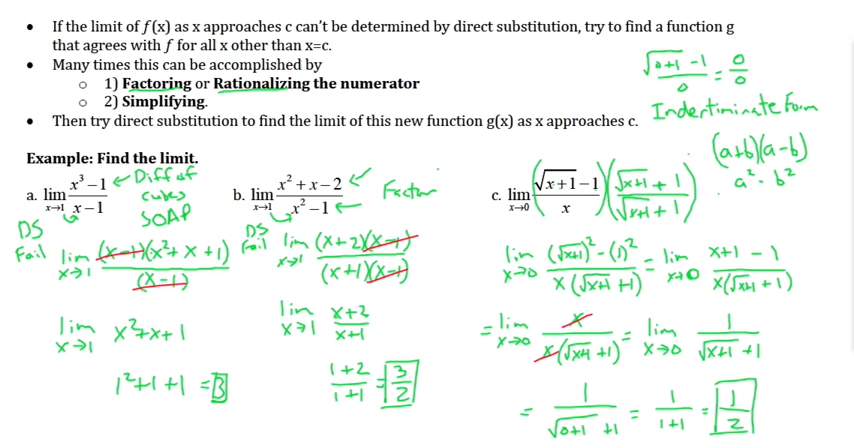 • If the limit of f(x) as x approaches c can't be determined by direct substitution, try to find a function g
that agrees with f for all x other than x=c.
• Many times this can be accomplished by
○ 1) Factoring or Rationalizing the numerator
○ 2) Simplifying.
• Then try direct substitution to find the limit of this new function g(x) as x approaches c.
(√(0+1) - 1)/0 = 0/0
Indertiminate Form
Example: Find the limit.
a. lim x→1 (x³ - 1)/(x - 1)
← Diff of
cubes
SOAP
DS
Fail
lim x→1 ((x-1)(x²+x+1))/(x-1)
lim x→1 x²+x+1
1²+1+1 = 3
b. lim x→1 (x² + x - 2)/(x² - 1)
Factor
DS
Fail
lim x→1 ((x+2)(x-1))/((x+1)(x-1))
lim x→1 (x+2)/(x+1)
(1+2)/(1+1) = 3/2
(a+b)(a-b)
a² - b²
c. lim x→0 ((√(x+1) - 1)/x)((√(x+1) + 1)/(√(x+1) + 1))
lim x→0 ((√(x+1))² - (1)²)/(x(√(x+1) + 1)) = lim x→0 (x+1 - 1)/(x(√(x+1) + 1))
= lim x→0 x/(x(√(x+1) + 1)) = lim x→0 1/(√(x+1) + 1)
= 1/(√(0+1) + 1) = 1/(1+1) = 1/2